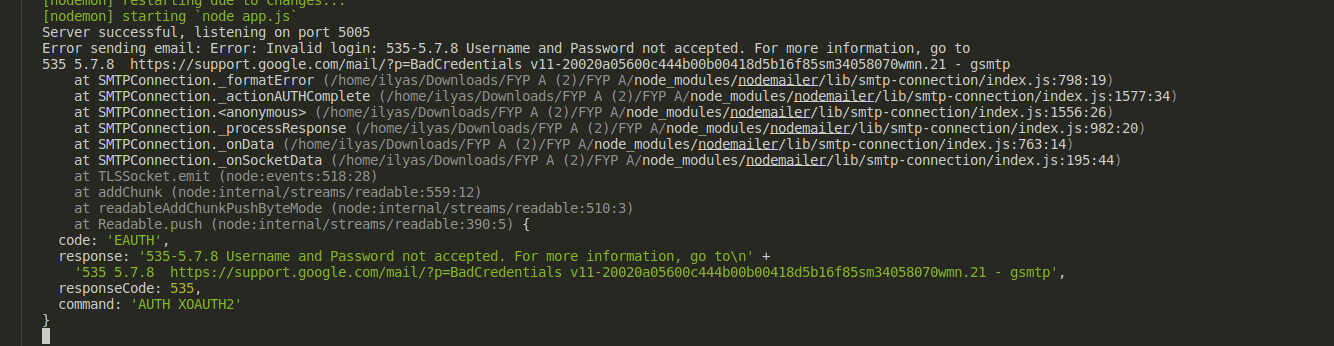 [nodemon] restarting due to changes...
[nodemon] starting `node app.js`
Server successful, listening on port 5005
Error sending email: Error: Invalid login: 535-5.7.8 Username and Password not accepted. For more information, go to
535 5.7.8  https://support.google.com/mail/?p=BadCredentials v11-20020a05600c444b00b00418d5b16f85sm34058070wmn.21 - gsmtp
    at SMTPConnection._formatError (/home/ilyas/Downloads/FYP A (2)/FYP A/node_modules/nodemailer/lib/smtp-connection/index.js:798:19)
    at SMTPConnection._actionAUTHComplete (/home/ilyas/Downloads/FYP A (2)/FYP A/node_modules/nodemailer/lib/smtp-connection/index.js:1577:34)
    at SMTPConnection.<anonymous> (/home/ilyas/Downloads/FYP A (2)/FYP A/node_modules/nodemailer/lib/smtp-connection/index.js:1556:26)
    at SMTPConnection._processResponse (/home/ilyas/Downloads/FYP A (2)/FYP A/node_modules/nodemailer/lib/smtp-connection/index.js:982:20)
    at SMTPConnection._onData (/home/ilyas/Downloads/FYP A (2)/FYP A/node_modules/nodemailer/lib/smtp-connection/index.js:763:14)
    at SMTPConnection._onSocketData (/home/ilyas/Downloads/FYP A (2)/FYP A/node_modules/nodemailer/lib/smtp-connection/index.js:195:44)
    at TLSSocket.emit (node:events:518:28)
    at addChunk (node:internal/streams/readable:559:12)
    at readableAddChunkPushByteMode (node:internal/streams/readable:510:3)
    at Readable.push (node:internal/streams/readable:390:5) {
  code: 'EAUTH',
  response: '535-5.7.8 Username and Password not accepted. For more information, go to\n' +
    '535 5.7.8  https://support.google.com/mail/?p=BadCredentials v11-20020a05600c444b00b00418d5b16f85sm34058070wmn.21 - gsmtp',
  responseCode: 535,
  command: 'AUTH XOAUTH2'
}